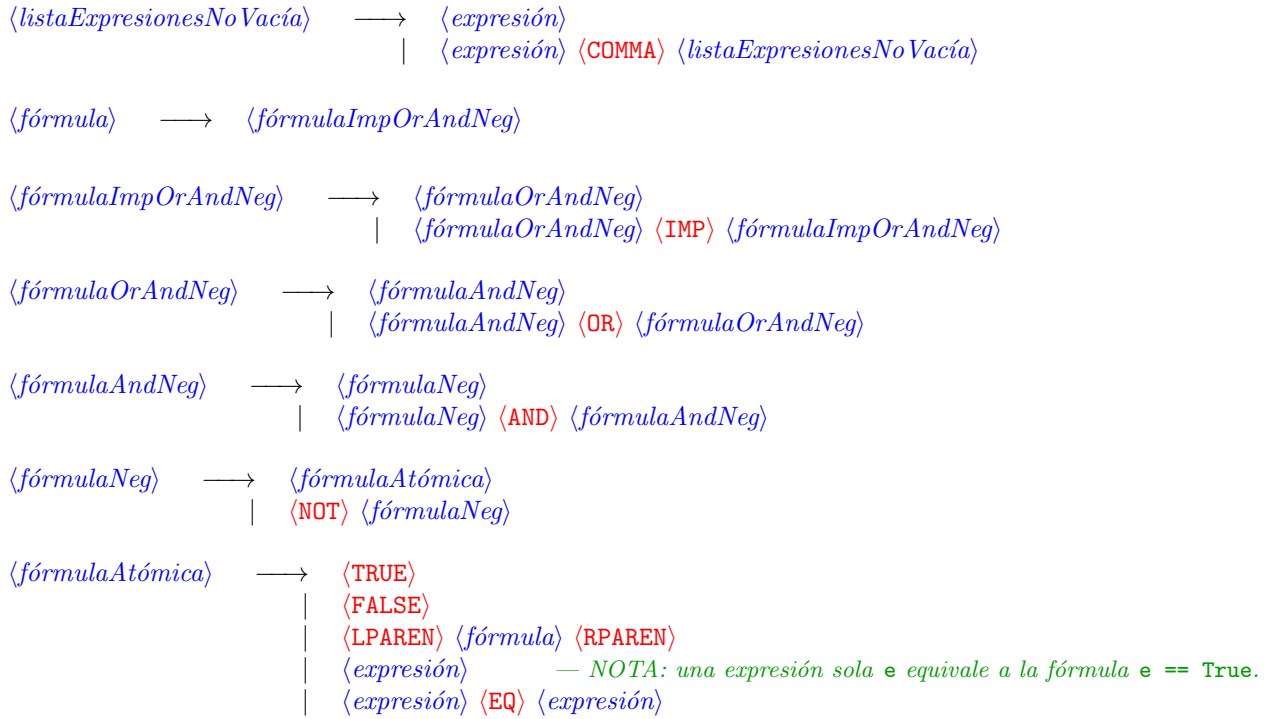 ⟨listaExpresionesNoVacía⟩ ⟶ ⟨expresión⟩
| ⟨expresión⟩ ⟨COMMA⟩ ⟨listaExpresionesNoVacía⟩
⟨fórmula⟩ ⟶ ⟨fórmulaImpOrAndNeg⟩
⟨fórmulaImpOrAndNeg⟩ ⟶ ⟨fórmulaOrAndNeg⟩
| ⟨fórmulaOrAndNeg⟩ ⟨IMP⟩ ⟨fórmulaImpOrAndNeg⟩
⟨fórmulaOrAndNeg⟩ ⟶ ⟨fórmulaAndNeg⟩
| ⟨fórmulaAndNeg⟩ ⟨OR⟩ ⟨fórmulaOrAndNeg⟩
⟨fórmulaAndNeg⟩ ⟶ ⟨fórmulaNeg⟩
| ⟨fórmulaNeg⟩ ⟨AND⟩ ⟨fórmulaAndNeg⟩
⟨fórmulaNeg⟩ ⟶ ⟨fórmulaAtómica⟩
| ⟨NOT⟩ ⟨fórmulaNeg⟩
⟨fórmulaAtómica⟩ ⟶ ⟨TRUE⟩
| ⟨FALSE⟩
| ⟨LPAREN⟩ ⟨fórmula⟩ ⟨RPAREN⟩
| ⟨expresión⟩ — NOTA: una expresión sola e equivale a la fórmula e == True.
| ⟨expresión⟩ ⟨EQ⟩ ⟨expresión⟩